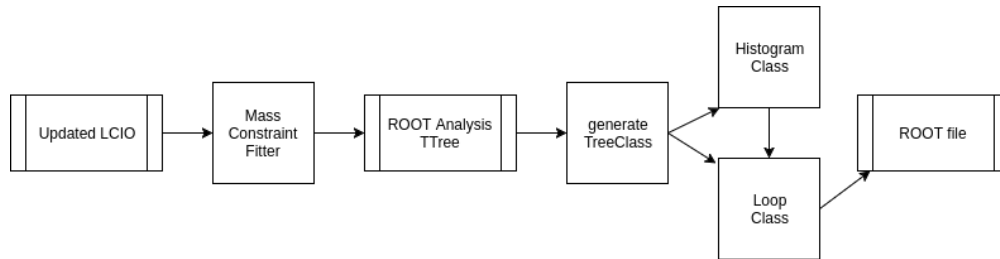 Updated LCIO
Mass
Constraint
Fitter
ROOT Analysis
TTree
generate
TreeClass
Histogram
Class
Loop
Class
ROOT file